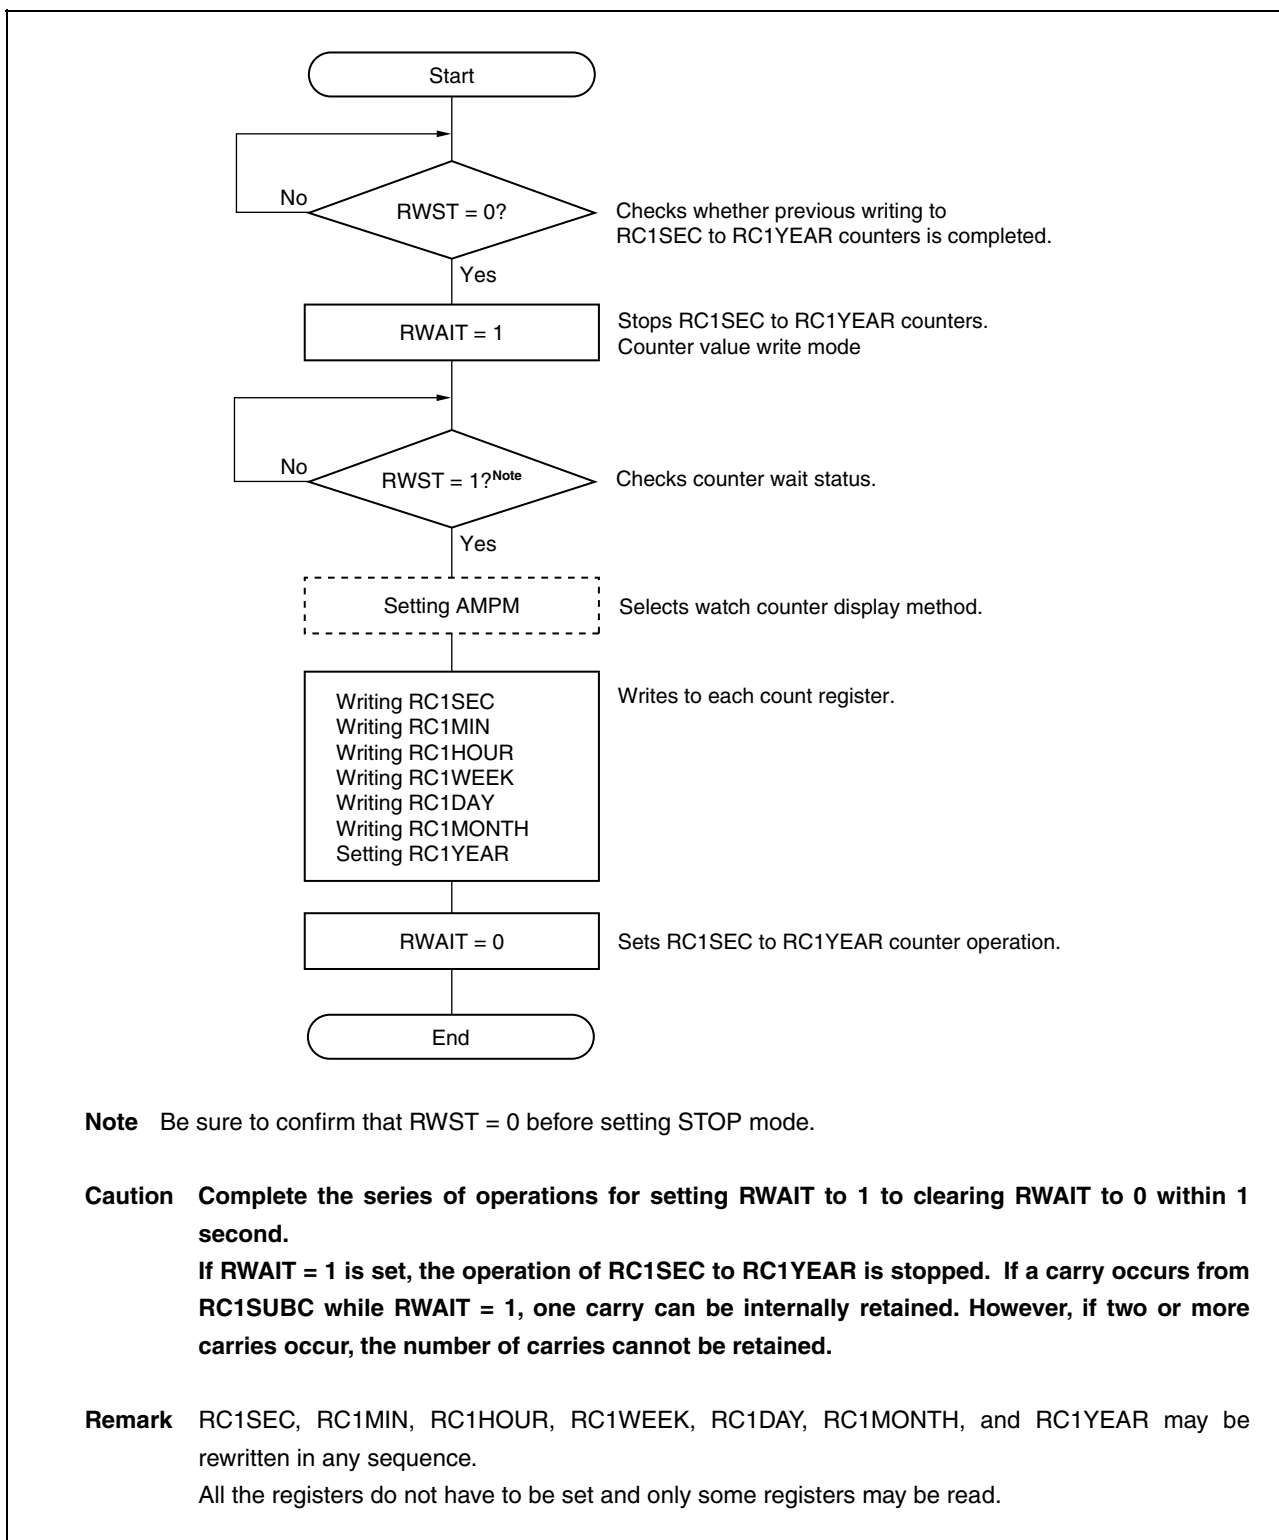 Start
No
RWST = 0?
Checks whether previous writing to
RC1SEC to RC1YEAR counters is completed.
Yes
RWAIT = 1
Stops RC1SEC to RC1YEAR counters.
Counter value write mode
No
RWST = 1?Note
Checks counter wait status.
Yes
Setting AMPM
Selects watch counter display method.
Writing RC1SEC
Writes to each count register.
Writing RC1MIN
Writing RC1HOUR
Writing RC1WEEK
Writing RC1DAY
Writing RC1MONTH
Setting RC1YEAR
RWAIT = 0
Sets RC1SEC to RC1YEAR counter operation.
End
Note Be sure to confirm that RWST = 0 before setting STOP mode.
Caution Complete the series of operations for setting RWAIT to 1 to clearing RWAIT to 0 within 1
second.
If RWAIT = 1 is set, the operation of RC1SEC to RC1YEAR is stopped. If a carry occurs from
RC1SUBC while RWAIT = 1, one carry can be internally retained. However, if two or more
carries occur, the number of carries cannot be retained.
Remark RC1SEC, RC1MIN, RC1HOUR, RC1WEEK, RC1DAY, RC1MONTH, and RC1YEAR may be
rewritten in any sequence.
All the registers do not have to be set and only some registers may be read.